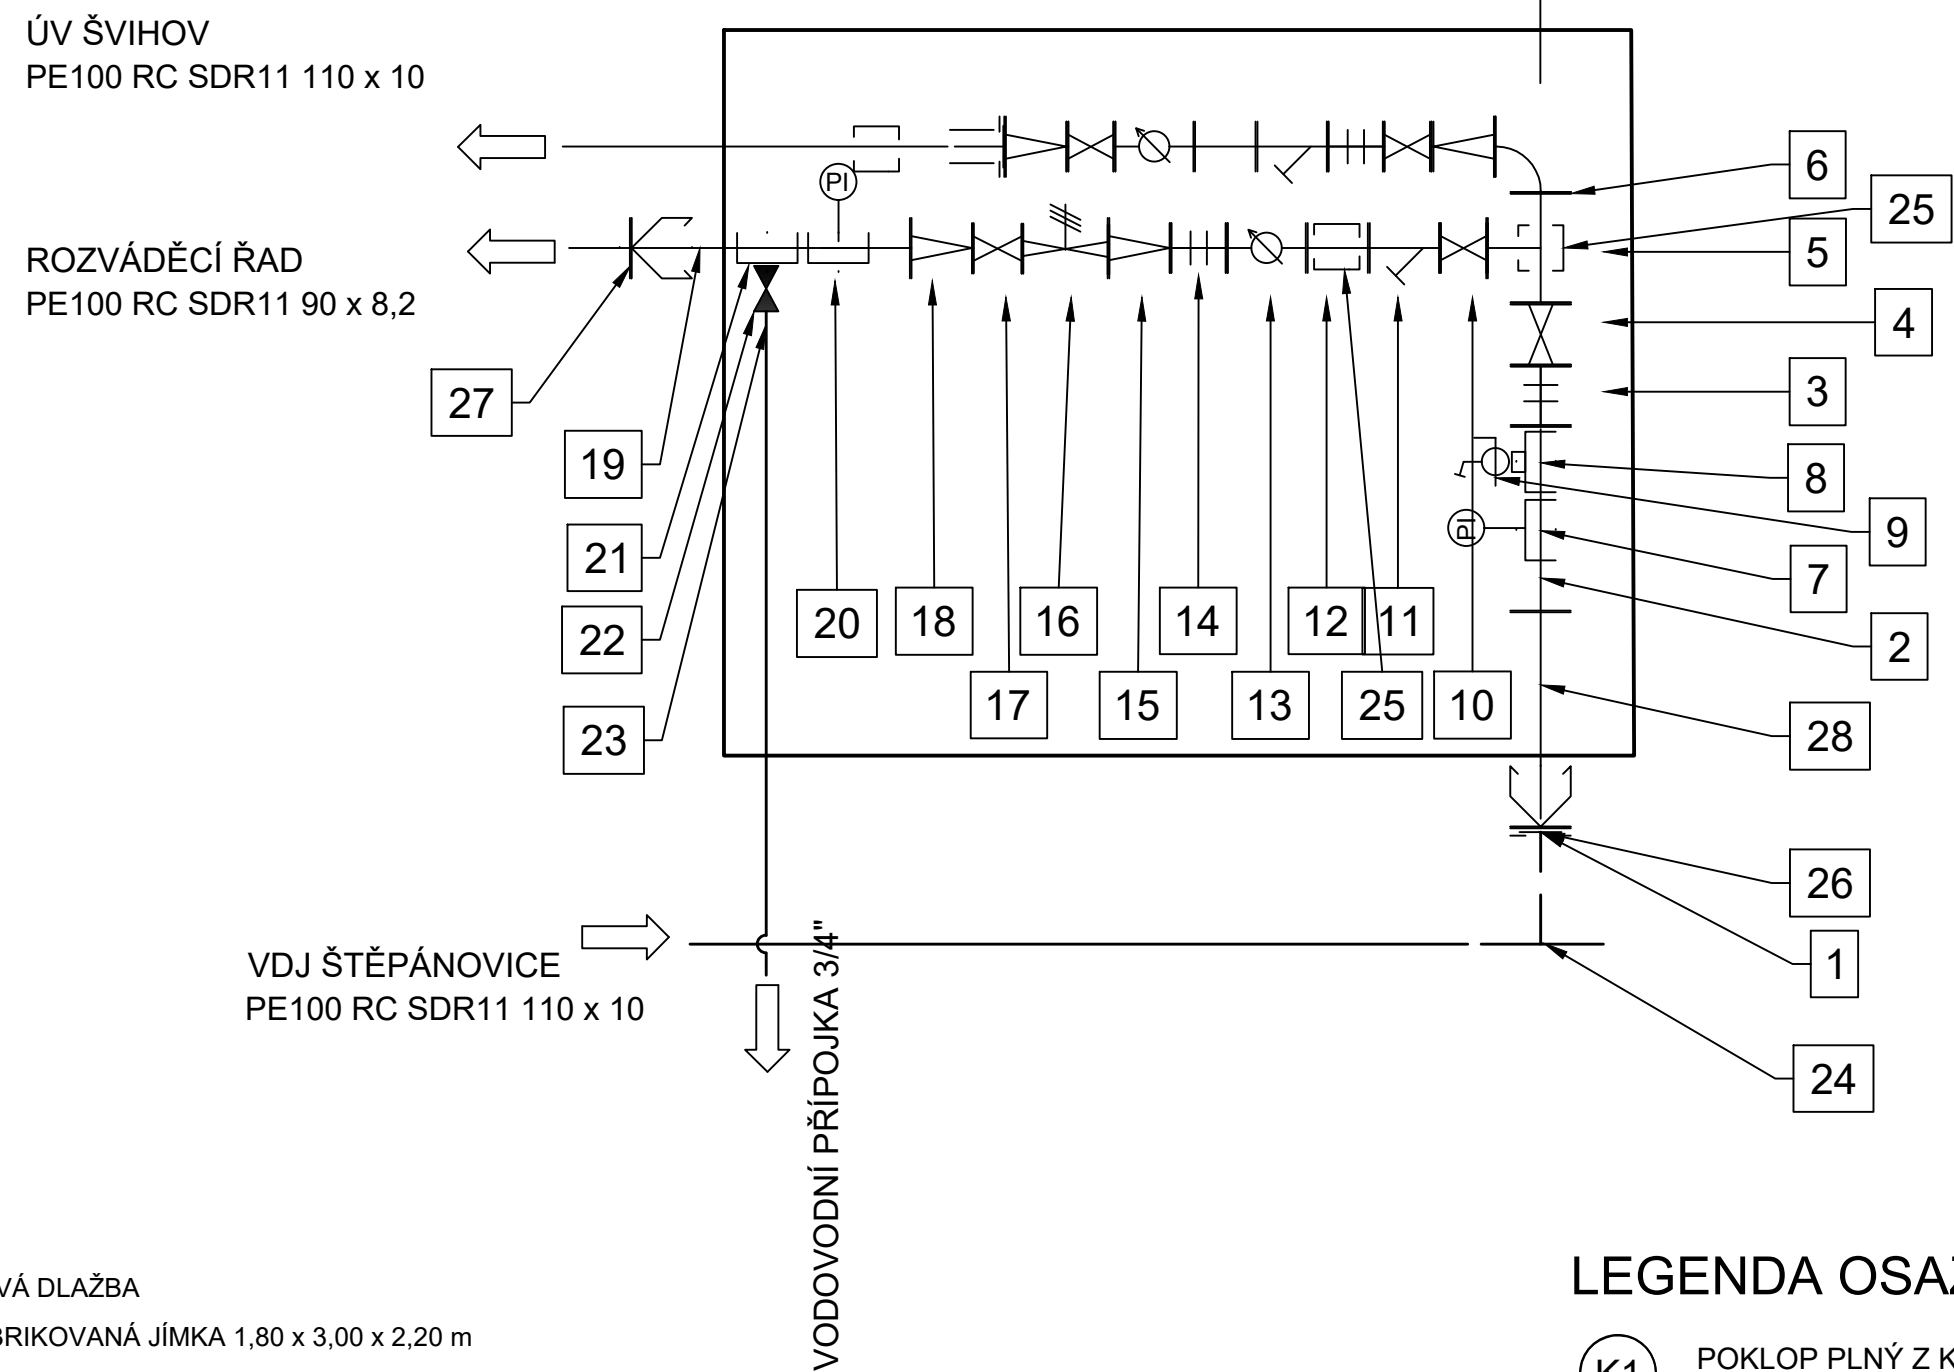 ÚV ŠVIHOV
PE100 RC SDR11 110 x 10
PI
6
25
ROZVÁDĚCÍ ŘAD
PE100 RC SDR11 90 x 8,2
5
4
27
3
19
8
9
PI
21
7
20
18
16
14
12
11
22
2
17
15
13
25
10
23
28
26
VDJ ŠTĚPÁNOVICE
PE100 RC SDR11 110 x 10
1
24
VODOVODNÍ PŘÍPOJKA 3/4"
VÁ DLAŽBA
BRIKOVANÁ JÍMKA 1,80 x 3,00 x 2,20 m
LEGENDA
K1
POKLOP PLNÝ Z